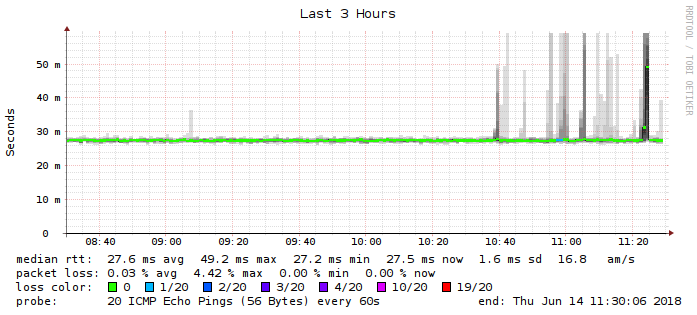 Last 3 Hours
RRDTOOL / TOBI OETIKER
Seconds
50 m
40 m
30 m
20 m
10 m
0
08:40 09:00 09:20 09:40 10:00 10:20 10:40 11:00 11:20
median rtt: 27.6 ms avg 49.2 ms max 27.2 ms min 27.5 ms now 1.6 ms sd 16.8 am/s
packet loss: 0.03 % avg 4.42 % max 0.00 % min 0.00 % now
loss color: 0 1/20 2/20 3/20 4/20 10/20 19/20
probe: 20 ICMP Echo Pings (56 Bytes) every 60s end: Thu Jun 14 11:30:06 2018